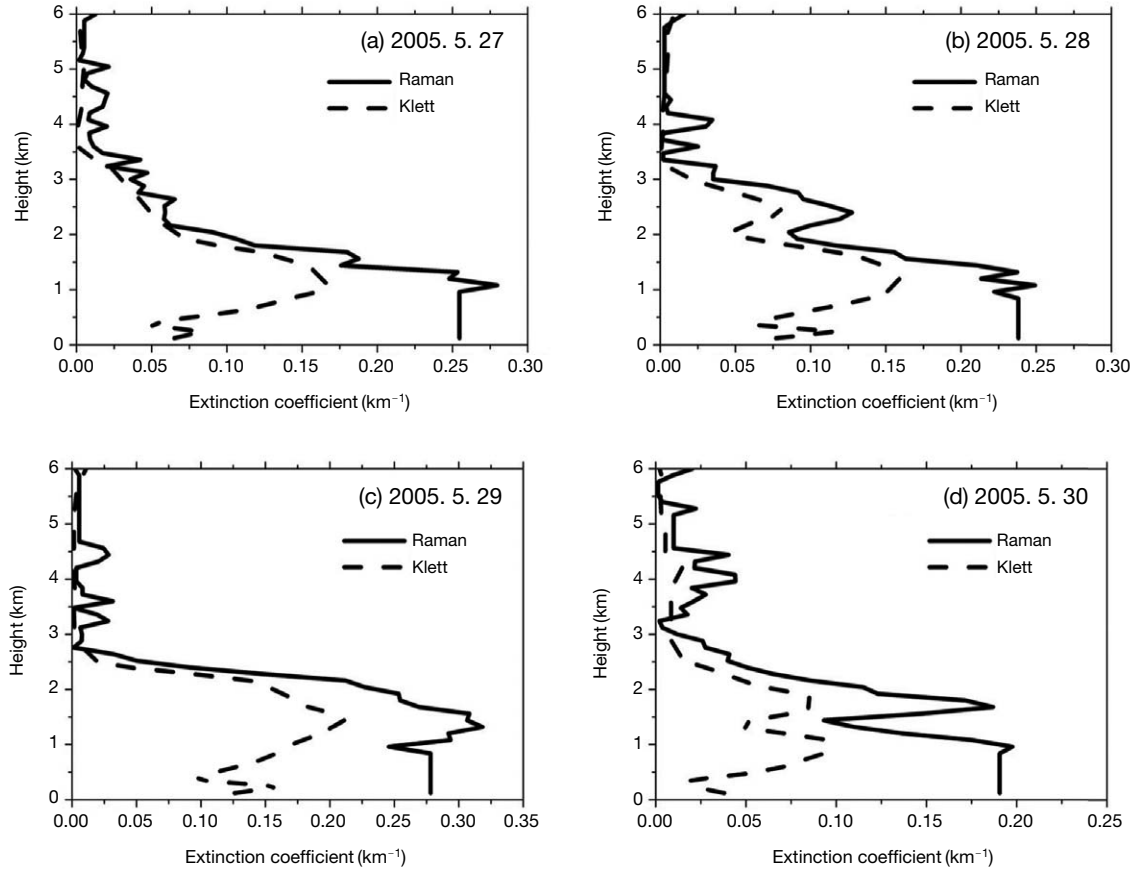 (a) 2005. 5. 27
Raman
Klett
Height (km)
6
5
4
3
2
1
0
0.00 0.05 0.10 0.15 0.20 0.25 0.30
Extinction coefficient (km⁻¹)
(b) 2005. 5. 28
Raman
Klett
Height (km)
6
5
4
3
2
1
0
0.00 0.05 0.10 0.15 0.20 0.25 0.30
Extinction coefficient (km⁻¹)
(c) 2005. 5. 29
Raman
Klett
Height (km)
6
5
4
3
2
1
0
0.00 0.05 0.10 0.15 0.20 0.25 0.30 0.35
Extinction coefficient (km⁻¹)
(d) 2005. 5. 30
Raman
Klett
Height (km)
6
5
4
3
2
1
0
0.00 0.05 0.10 0.15 0.20 0.25
Extinction coefficient (km⁻¹)